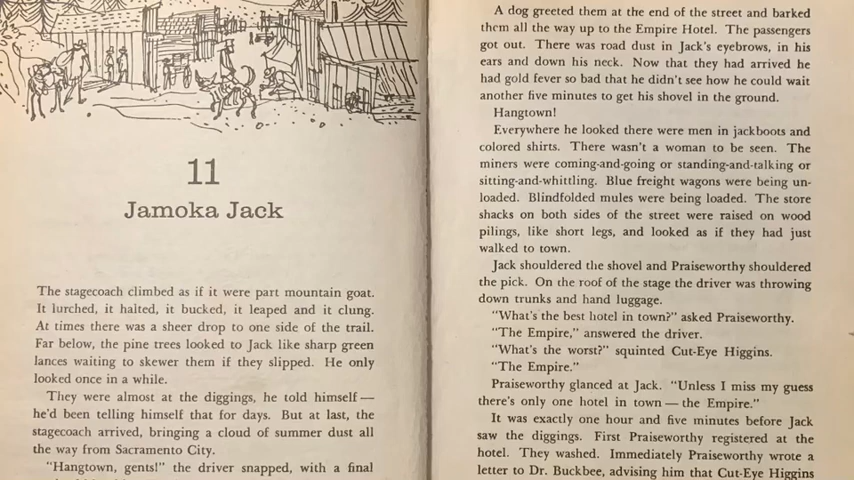 11
Jamoka Jack
The stagecoach climbed as if it were part mountain goat.
It lurched, it halted, it bucked, it leaped and it clung.
At times there was a sheer drop to one side of the trail.
Far below, the pine trees looked to Jack like sharp green
lances waiting to skewer them if they slipped. He only
looked once in a while.
They were almost at the diggings, he told himself —
he'd been telling himself that for days. But at last, the
stagecoach arrived, bringing a cloud of summer dust all
the way from Sacramento City.
"Hangtown, gents!" the driver snapped, with a final
A dog greeted them at the end of the street and barked
them all the way up to the Empire Hotel. The passengers
got out. There was road dust in Jack's eyebrows, in his
ears and down his neck. Now that they had arrived he
had gold fever so bad that he didn't see how he could wait
another five minutes to get his shovel in the ground.
Hangtown!
Everywhere he looked there were men in jackboots and
colored shirts. There wasn't a woman to be seen. The
miners were coming-and-going or standing-and-talking or
sitting-and-whittling. Blue freight wagons were being un-
loaded. Blindfolded mules were being loaded. The store
shacks on both sides of the street were raised on wood
pilings, like short legs, and looked as if they had just
walked to town.
Jack shouldered the shovel and Praiseworthy shouldered
the pick. On the roof of the stage the driver was throwing
down trunks and hand luggage.
"What's the best hotel in town?" asked Praiseworthy.
"The Empire," answered the driver.
"What's the worst?" squinted Cut-Eye Higgins.
"The Empire."
Praiseworthy glanced at Jack. "Unless I miss my guess
there's only one hotel in town — the Empire."
It was exactly one hour and five minutes before Jack
saw the diggings. First Praiseworthy registered at the
hotel. They washed. Immediately Praiseworthy wrote a
letter to Dr. Buckbee, advising him that Cut-Eye Higgins